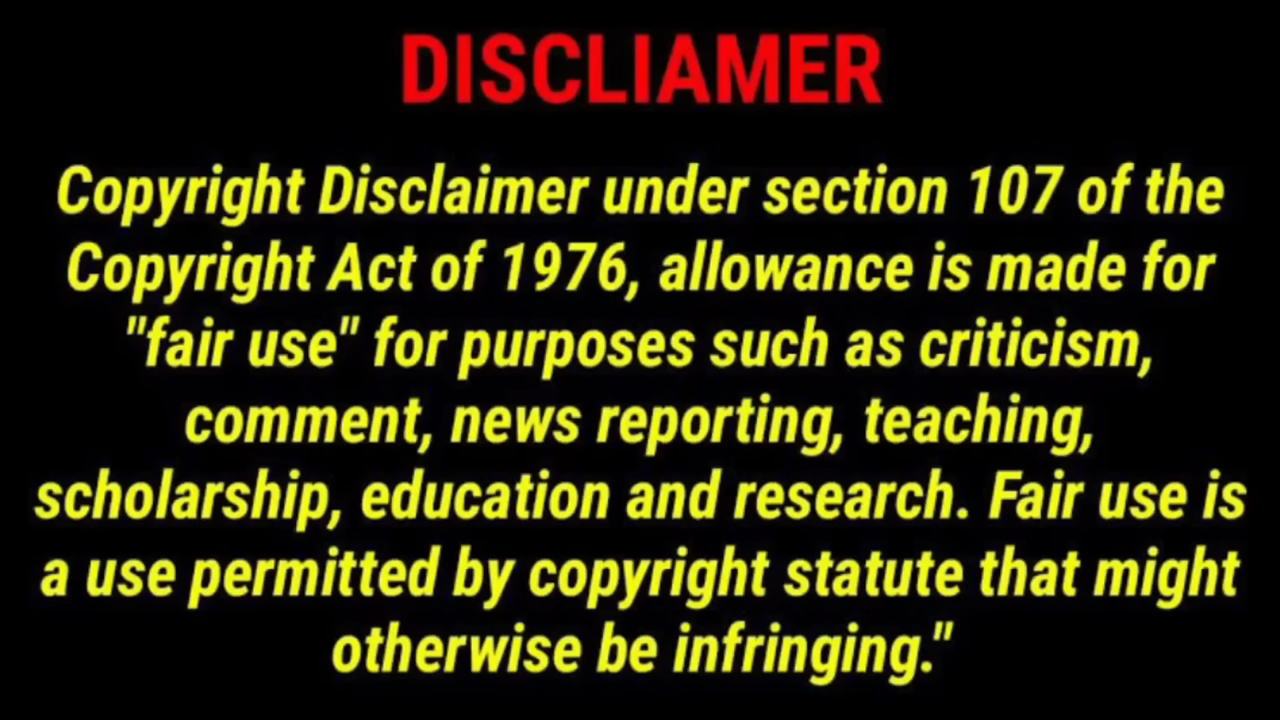 DISCLIAMER
Copyright Disclaimer under section 107 of the
Copyright Act of 1976, allowance is made for
"fair use" for purposes such as criticism,
comment, news reporting, teaching,
scholarship, education and research. Fair use is
a use permitted by copyright statute that might
otherwise be infringing."